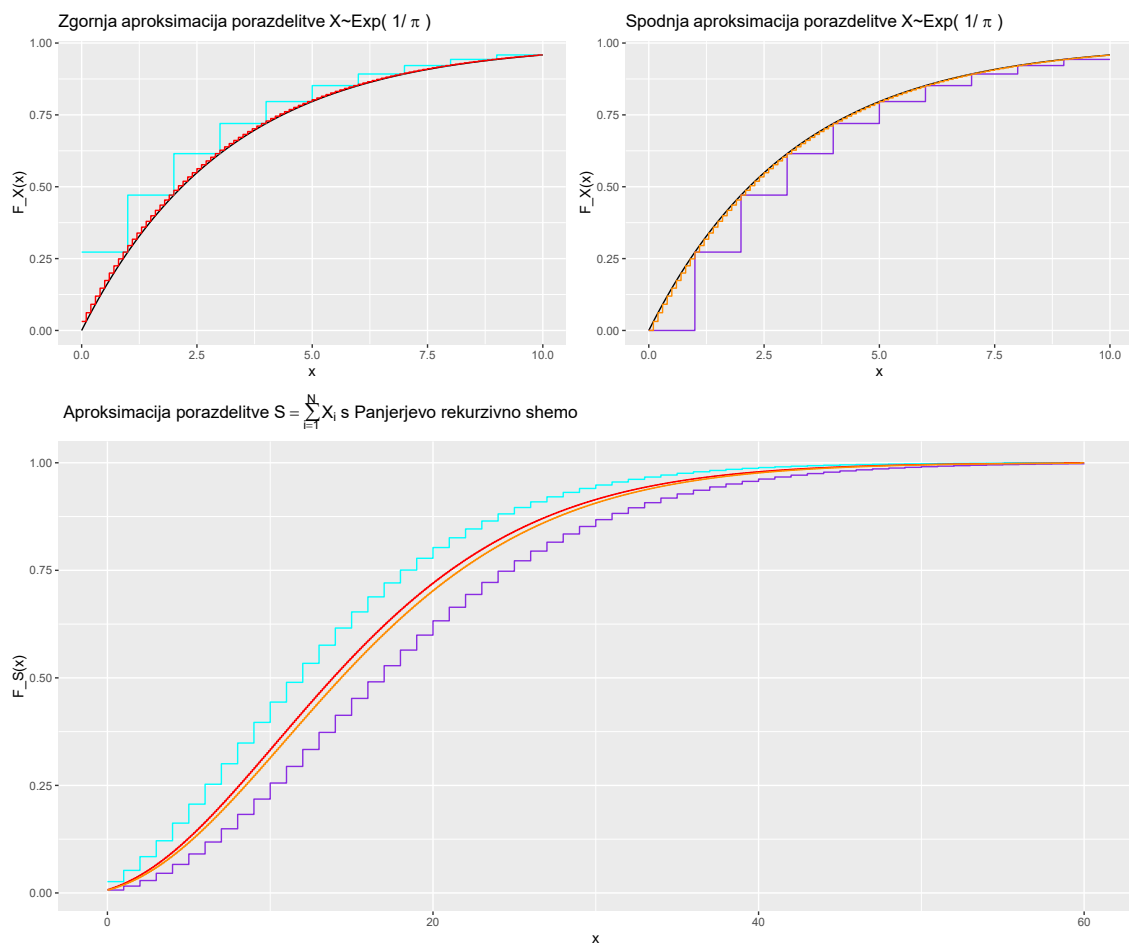 Zgornja aproksimacija porazdelitve X~Exp( 1/ π )
1.00
0.75
0.50
0.25
0.00
F_X(x)
0.0 2.5 5.0 7.5 10.0
x
Spodnja aproksimacija porazdelitve X~Exp( 1/ π )
1.00
0.75
0.50
0.25
0.00
F_X(x)
0.0 2.5 5.0 7.5 10.0
x
Aproksimacija porazdelitve S = ∑_{i=1}^{N} X_i s Panjerjevo rekurzivno shemo
1.00
0.75
0.50
0.25
0.00
F_S(x)
0 20 40 60
x